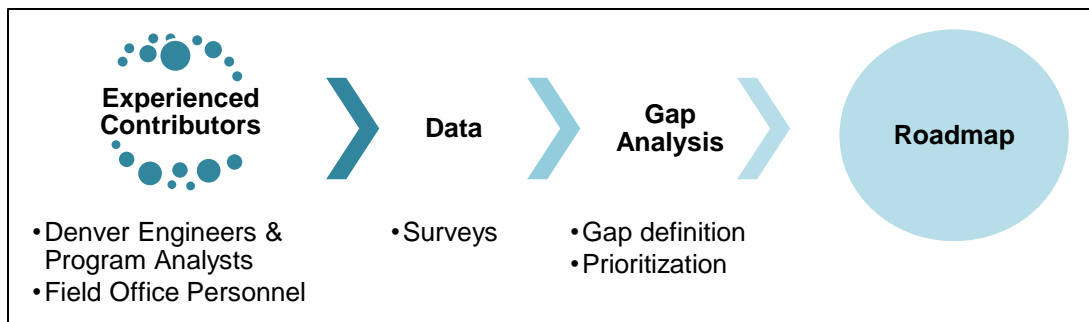 Experienced
Contributors
Data
Gap
Analysis
Roadmap
•Denver Engineers &
Program Analysts
•Field Office Personnel
•Surveys
•Gap definition
•Prioritization